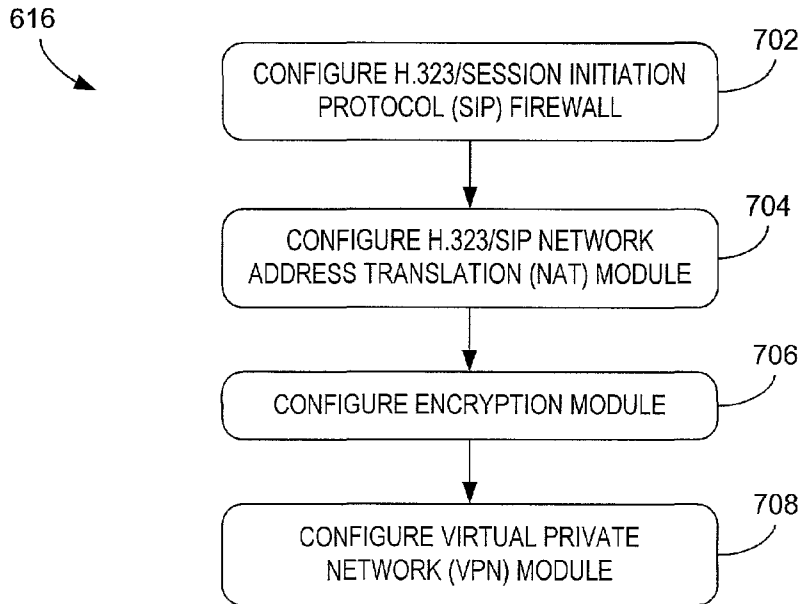 616
702
CONFIGURE H.323/SESSION INITIATION
PROTOCOL (SIP) FIREWALL
704
CONFIGURE H.323/SIP NETWORK
ADDRESS TRANSLATION (NAT) MODULE
706
CONFIGURE ENCRYPTION MODULE
708
CONFIGURE VIRTUAL PRIVATE
NETWORK (VPN) MODULE